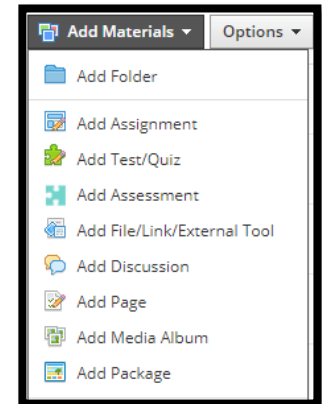 Add Materials Options
Add Folder
Add Assignment
Add Test/Quiz
Add Assessment
Add File/Link/External Tool
Add Discussion
Add Page
Add Media Album
Add Package